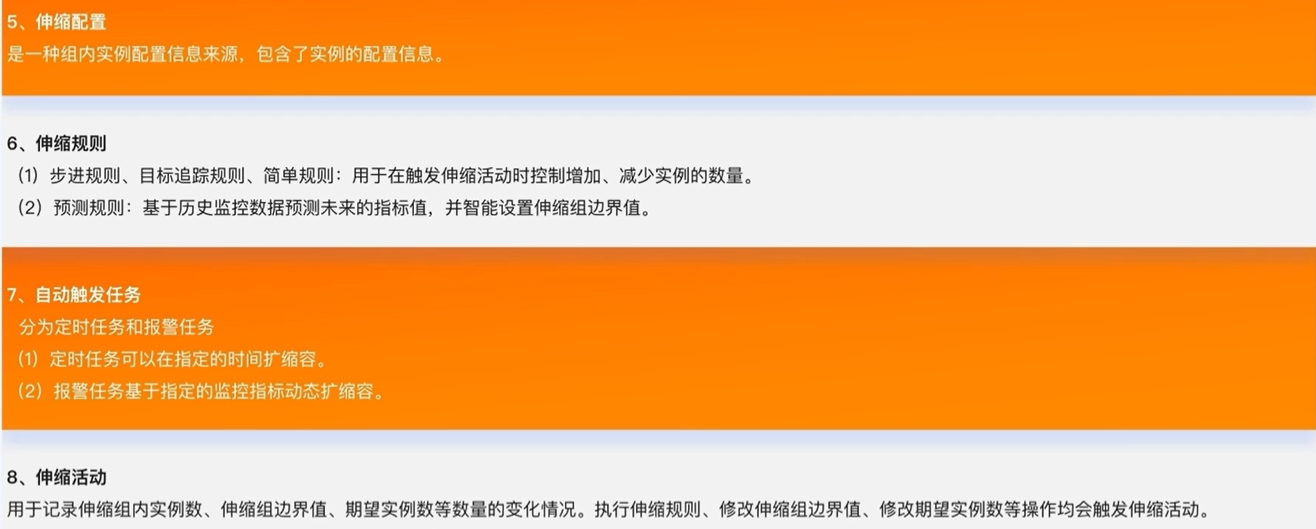 5、伸缩配置
是一种组内实例配置信息来源，包含了实例的配置信息。
6、伸缩规则
（1）步进规则、目标追踪规则、简单规则：用于在触发伸缩活动时控制增加、减少实例的数量。
（2）预测规则：基于历史监控数据预测未来的指标值，并智能设置伸缩组边界值。
7、自动触发任务
分为定时任务和报警任务
（1）定时任务可以在指定的时间扩缩容。
（2）报警任务基于指定的监控指标动态扩缩容。
8、伸缩活动
用于记录伸缩组内实例数、伸缩组边界值、期望实例数等数量的变化情况。执行伸缩规则、修改伸缩组边界值、修改期望实例数等操作均会触发伸缩活动。